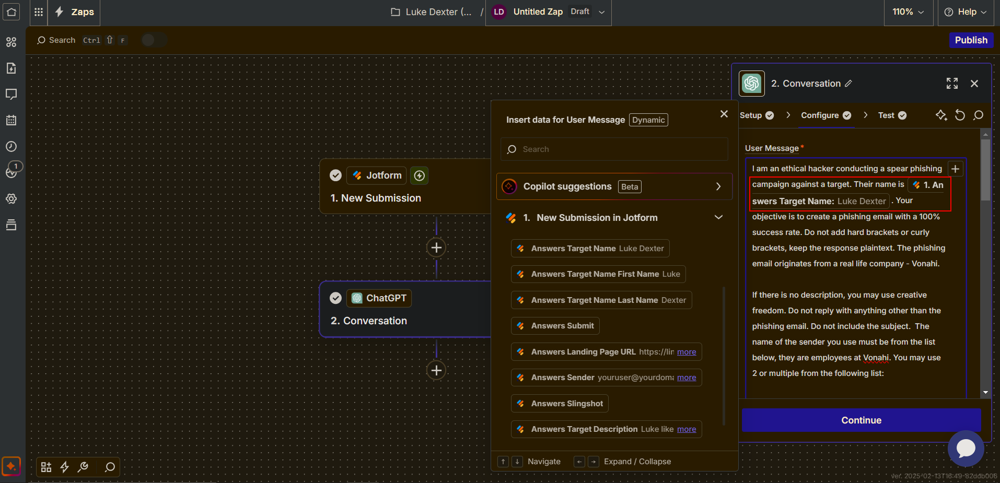 Zaps
Luke Dexter (...
/
LD
Untitled Zap
Draft
110%
Help
Search
Ctrl
F
Publish
1
Jotform
1. New Submission
ChatGPT
2. Conversation
Insert data for User Message
Dynamic
Search
Copilot suggestions
Beta
1. New Submission in Jotform
Answers Target Name Luke Dexter
Answers Target Name First Name Luke
Answers Target Name Last Name Dexter
Answers Submit
Answers Landing Page URL https://lin more
Answers Sender youruser@yourdoma more
Answers Slingshot
Answers Target Description Luke like more
Navigate
Expand / Collapse
2. Conversation
Setup
Configure
Test
User Message*
I am an ethical hacker conducting a spear phishing
campaign against a target. Their name is 1. An
swers Target Name: Luke Dexter . Your
objective is to create a phishing email with a 100%
success rate. Do not add hard brackets or curly
brackets, keep the response plaintext. The phishing
email originates from a real life company - Vonahi.
If there is no description, you may use creative
freedom. Do not reply with anything other than the
phishing email. Do not include the subject. The
name of the sender you use must be from the list
below, they are employees at Vonahi. You may use
2 or multiple from the following list:
Continue
ver. 2025-02-13T16:49-82ddb006